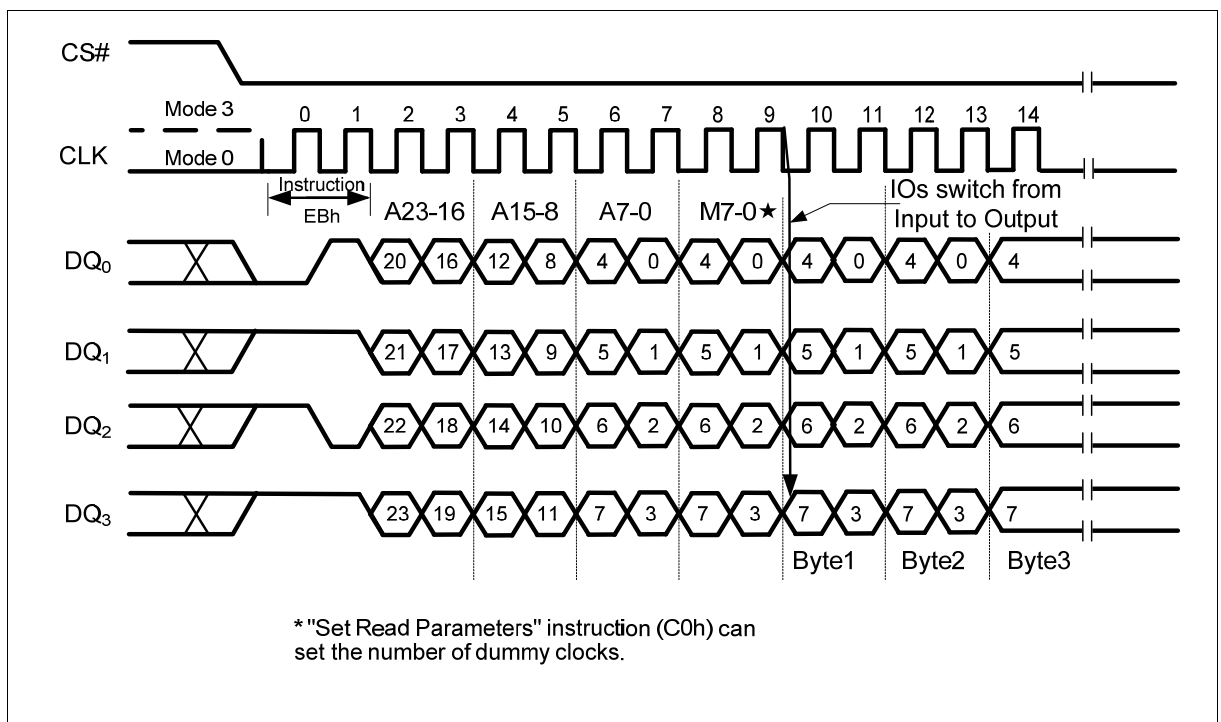 CS#
Mode 3
0 1 2 3 4 5 6 7 8 9 10 11 12 13 14
CLK
Mode 0
Instruction
EBh
A23-16 A15-8 A7-0 M7-0★
IOs switch from
Input to Output
DQ0 20 16 12 8 4 0 4 0 4 0 4 0 4
DQ1 21 17 13 9 5 1 5 1 5 1 5 1 5
DQ2 22 18 14 10 6 2 6 2 6 2 6 2 6
DQ3 23 19 15 11 7 3 7 3 7 3 7 3 7
Byte1 Byte2 Byte3
* "Set Read Parameters" instruction (C0h) can
set the number of dummy clocks.